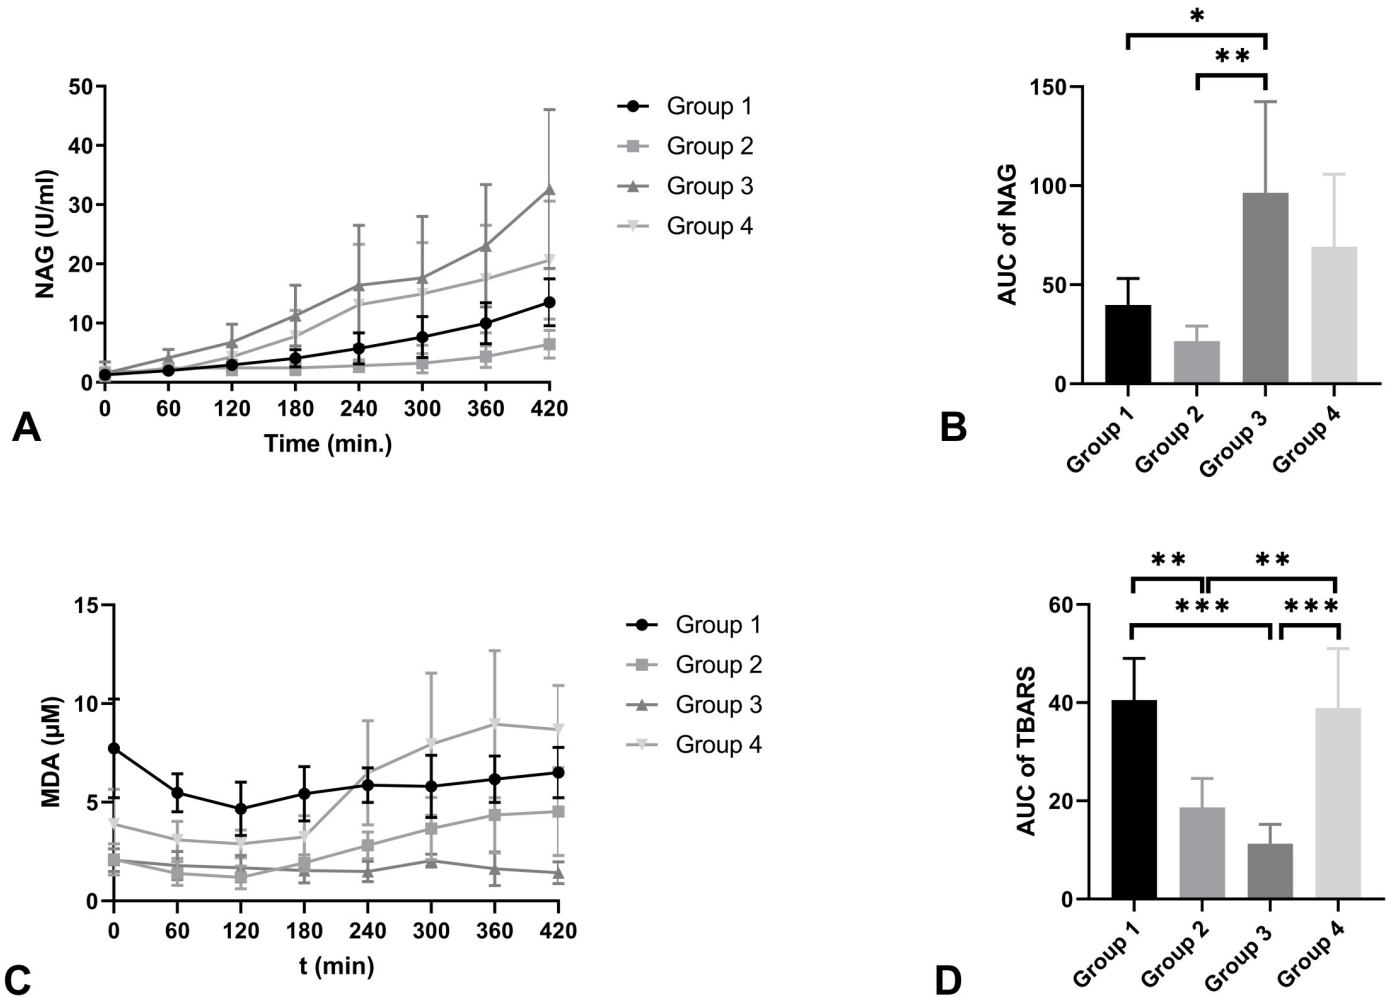 50
40
30
20
10
0
NAG (U/ml)
0 60 120 180 240 300 360 420
Time (min.)
Group 1
Group 2
Group 3
Group 4
A
*
**
150
100
50
0
AUC of NAG
Group 1
Group 2
Group 3
Group 4
B
15
10
5
0
MDA (µM)
0 60 120 180 240 300 360 420
t (min)
Group 1
Group 2
Group 3
Group 4
C
** **
*** ***
60
40
20
0
AUC of TBARS
Group 1
Group 2
Group 3
Group 4
D